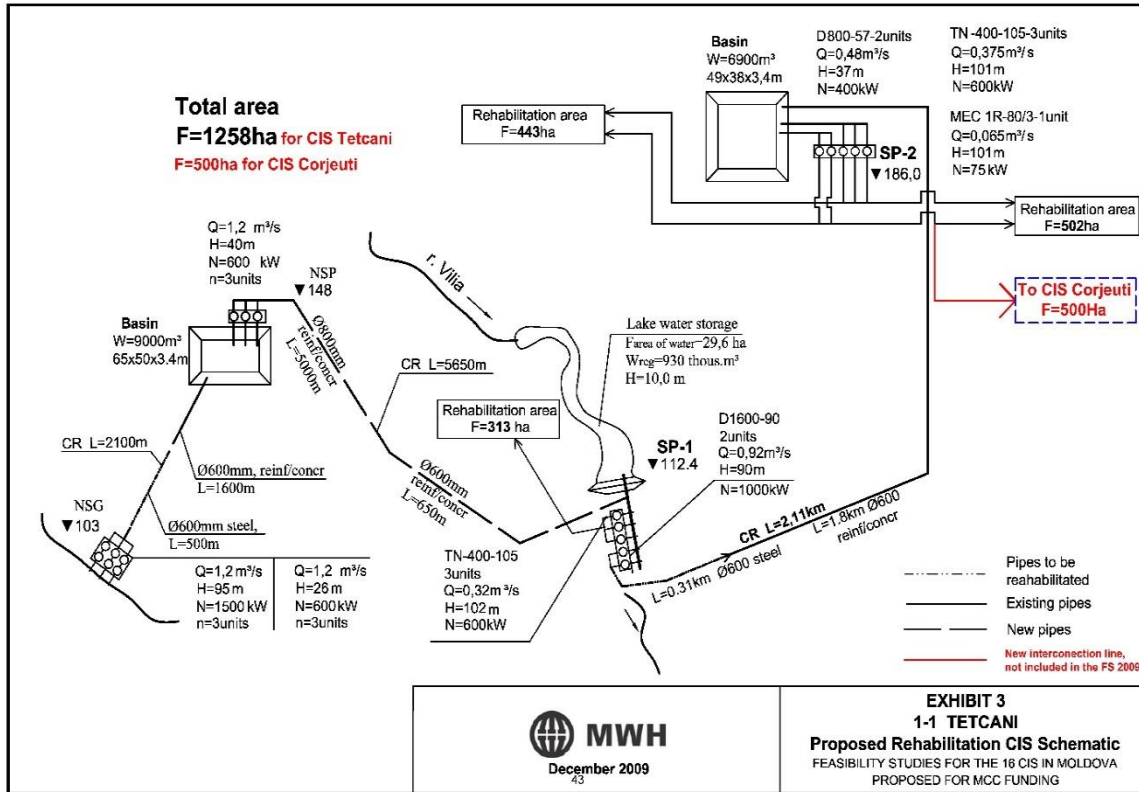 Total area
F=1258ha for CIS Tetcani
F=500ha for CIS Corjeuti
Basin
W=6900m³
49x38x3,4m
D800-57-2units
Q=0,48m³/s
H=37m
N=400kW
TN-400-105-3units
Q=0,375m³/s
H=101m
N=600kW
MEC 1R-80/3-1unit
Q=0,065m³/s
H=101m
N=75kW
Rehabilitation area
F=443ha
SP-2
▼186,0
Rehabilitation area
F=502ha
To CIS Corjeuti
F=500Ha
Q=1,2 m³/s
H=40m
N=600 kW
n=3units
NSP
▼148
Basin
W=9000m³
65x50x3.4m
Ø800mm
reinf/concr
L=5000m
r. Vilia
Lake water storage
Farea of water=29,6 ha
Wreg=930 thous.m³
H=10,0 m
CR L=5650m
Rehabilitation area
F=313 ha
D1600-90
2units
Q=0,92m³/s
H=90m
N=1000kW
SP-1
▼112.4
CR L=2100m
Ø600mm, reinf/concr
L=1600m
NSG
▼103
Ø600mm steel,
L=500m
Ø600mm
reinf/concr
L=650m
CR L=2,11km
L=1.8km Ø600
reinf/concr
L=0.31km Ø600 steel
Q=1,2m³/s
H=95m
N=1500kW
n=3units
Q=1,2 m³/s
H=26m
N=600kW
n=3units
TN-400-105
3units
Q=0,32m³/s
H=102m
N=600kW
Pipes to be
reahabilitated
Existing pipes
New pipes
New interconection line,
not included in the FS 2009
MWH
December 2009
43
EXHIBIT 3
1-1 TETCANI
Proposed Rehabilitation CIS Schematic
FEASIBILITY STUDIES FOR THE 16 CIS IN MOLDOVA
PROPOSED FOR MCC FUNDING